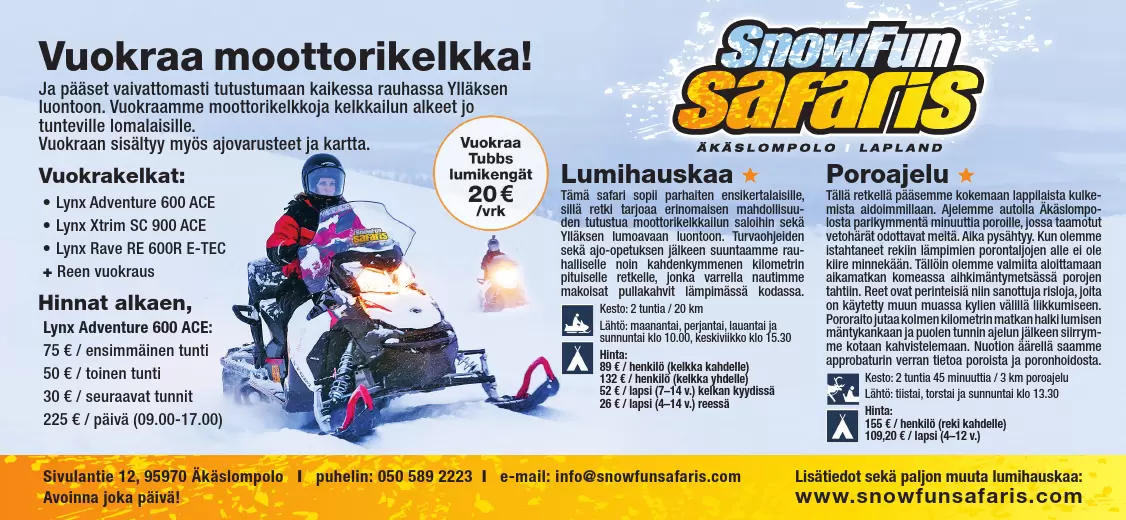 Vuokraa moottorikelkka!
Ja pääset vaivattomasti tutustumaan kaikessa rauhassa Ylläksen
luontoon. Vuokraamme moottorikelkkoja kelkkailun alkeet jo
tunteville lomalaisille.
Vuokraan sisältyy myös ajovarusteet ja kartta.
Vuokrakelkat:
• Lynx Adventure 600 ACE
• Lynx Xtrim SC 900 ACE
• Lynx Rave RE 600R E-TEC
+ Reen vuokraus
Hinnat alkaen,
Lynx Adventure 600 ACE:
75 € / ensimmäinen tunti
50 € / toinen tunti
30 € / seuraavat tunnit
225 € / päivä (09.00-17.00)
Vuokraa
Tubbs
lumikengät
20 €
/vrk
SnowFun
Safaris
SnowFun
Safaris
ÄKÄSLOMPOLO | LAPLAND
Lumihauskaa
Tämä safari sopii parhaiten ensikertalaisille,
sillä retki tarjoaa erinomaisen mahdollisuu-
den tutustua moottorikelkkailun saloihin sekä
Ylläksen lumoavaan luontoon. Turvaohjeiden
sekä ajo-opetuksen jälkeen suuntaamme rau-
halliselle noin kahdenkymmenen kilometrin
pituiselle retkelle, jonka varrella nautimme
makoisat pullakahvit lämpimässä kodassa.
Kesto: 2 tuntia / 20 km
Lähtö: maanantai, perjantai, lauantai ja
sunnuntai klo 10.00, keskiviikko klo 15.30
Hinta:
89 € / henkilö (kelkka kahdelle)
132 € / henkilö (kelkka yhdelle)
52 € / lapsi (7–14 v.) kelkan kyydissä
26 € / lapsi (4–14 v.) reessä
Poroajelu
Tällä retkellä pääsemme kokemaan lappilaista kulke-
mista aidoimmillaan. Ajelemme autolla Äkäslompo-
losta parikymmentä minuuttia poroille, jossa taamotut
vetohärät odottavat meitä. Aika pysähtyy. Kun olemme
istahtaneet rekiin lämpimien porontaljojen alle ei ole
kiire minnekään. Tällöin olemme valmiita aloittamaan
aikamatkan komeassa aihkimäntymetsässä porojen
tahtiin. Reet ovat perinteisiä niin sanottuja risloja, joita
on käytetty muun muassa kylien välillä liikkumiseen.
Pororaito jutaa kolmen kilometrin matkan halki lumisen
mäntykankaan ja puolen tunnin ajelun jälkeen siirrym-
me kotaan kahvistelemaan. Nuotion äärellä saamme
approbaturin verran tietoa poroista ja poronhoidosta.
Kesto: 2 tuntia 45 minuuttia / 3 km poroajelu
Lähtö: tiistai, torstai ja sunnuntai klo 13.30
Hinta:
155 € / henkilö (reki kahdelle)
109,20 € / lapsi (4–12 v.)
Sivulantie 12, 95970 Äkäslompolo I puhelin: 050 589 2223 I e-mail: info@snowfunsafaris.com
Avoinna joka päivä!
Lisätiedot sekä paljon muuta lumihauskaa:
www.snowfunsafaris.com